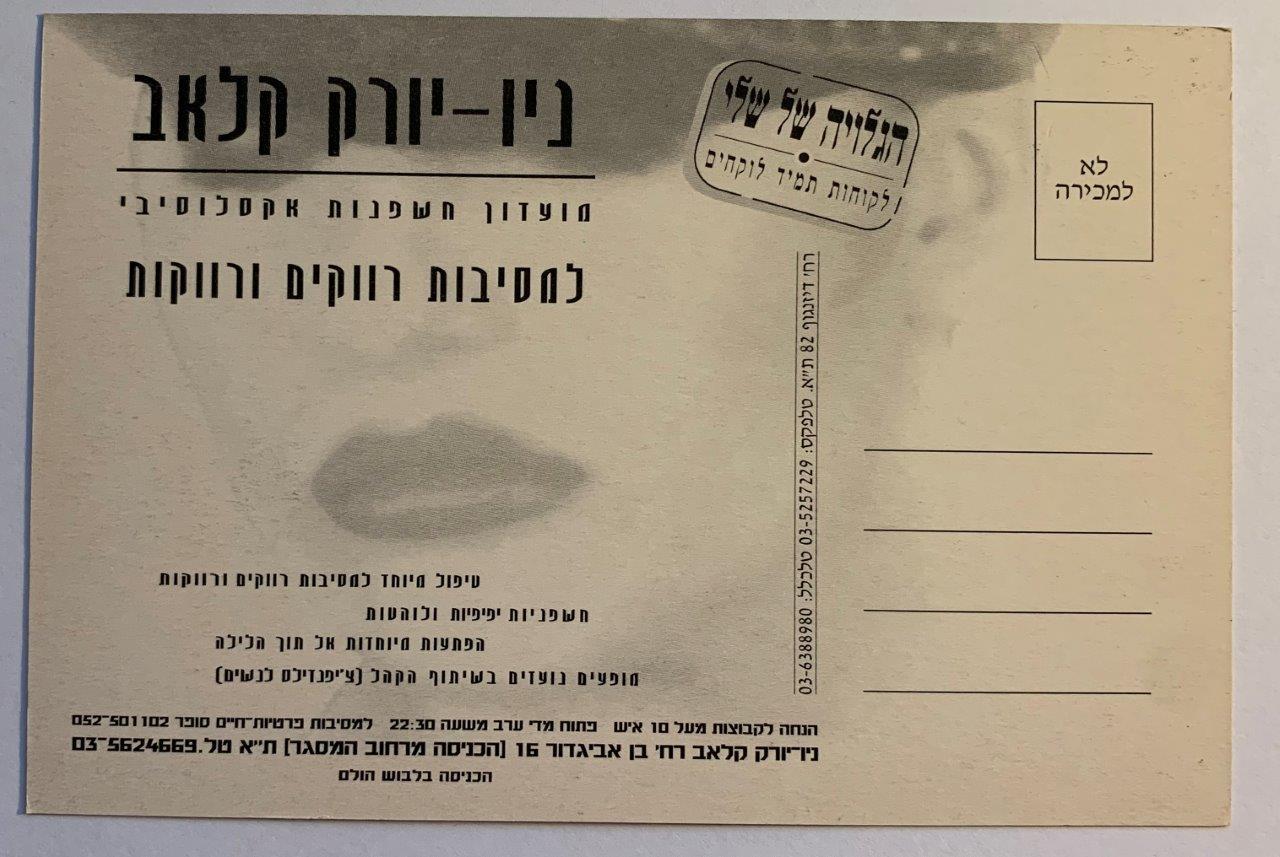 ניו-יורק קלאב
מועדון חשפנות אקסלוסיבי
למסיבות רווקים ורווקות
טיפול מיוחד למסיבות רווקים ורווקות
חשפניות יפיפיות ולוהטות
הפתעות מיוחדות אל תוך הלילה
מופעים נועזים בשיתוף הקהל (צ'יפנדילס לנשים)
הנחה לקבוצות מעל 10 איש פתוח מדי ערב משעה 22:30 למסיבות פרטיות-חיים סופר 052-501102
ניו-יורק קלאב רח' בן אביגדור 16 [הכניסה מרחוב המסגר] ת"א טל.03-5624669
הכניסה בלבוש הולם
הגלויה של שלי
לקוחות תמיד לוקחים!
רח' דיזנגוף 82 ת"א. טלפקס: 03-5257229 טלכלל: 03-6388980
לא
למכירה